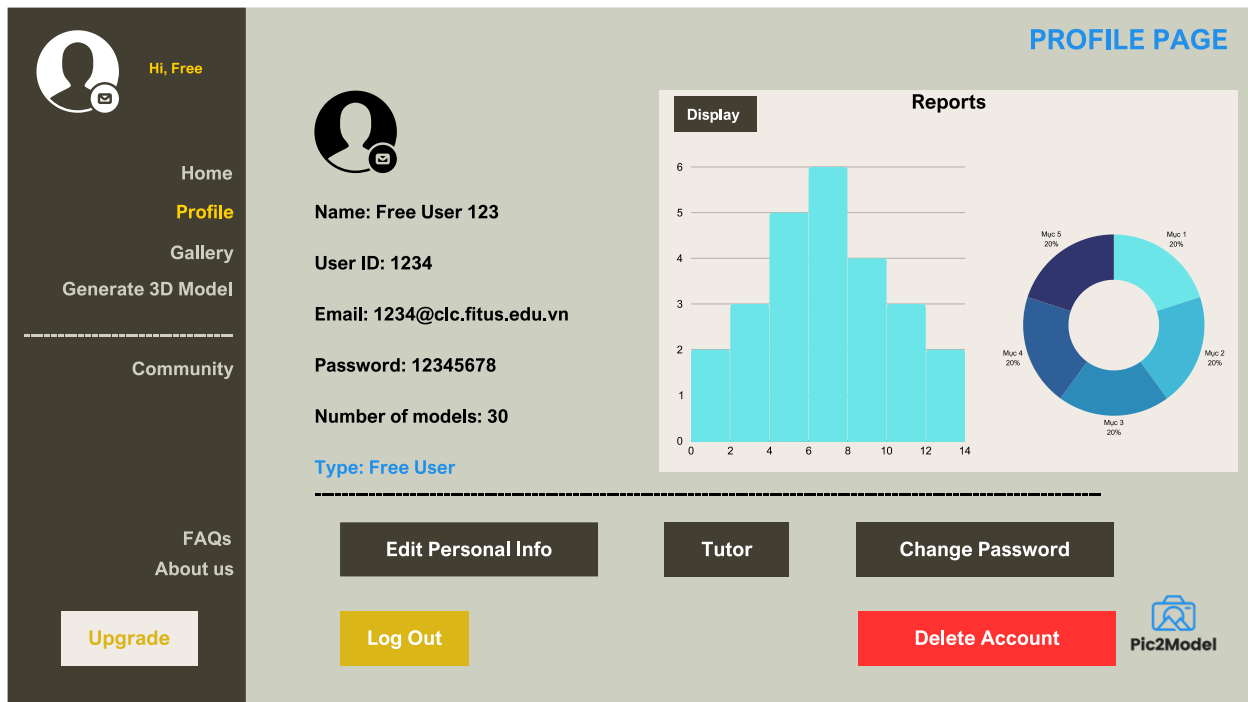 Hi, Free
Home
Profile
Gallery
Generate 3D Model
Community
FAQs
About us
Upgrade
PROFILE PAGE
Name: Free User 123
User ID: 1234
Email: 1234@clc.fitus.edu.vn
Password: 12345678
Number of models: 30
Type: Free User
Display
Reports
6
5
4
3
2
1
0
0 2 4 6 8 10 12 14
Mục 5
20%
Mục 1
20%
Mục 4
20%
Mục 2
20%
Mục 3
20%
Edit Personal Info
Tutor
Change Password
Log Out
Delete Account
Pic2Model